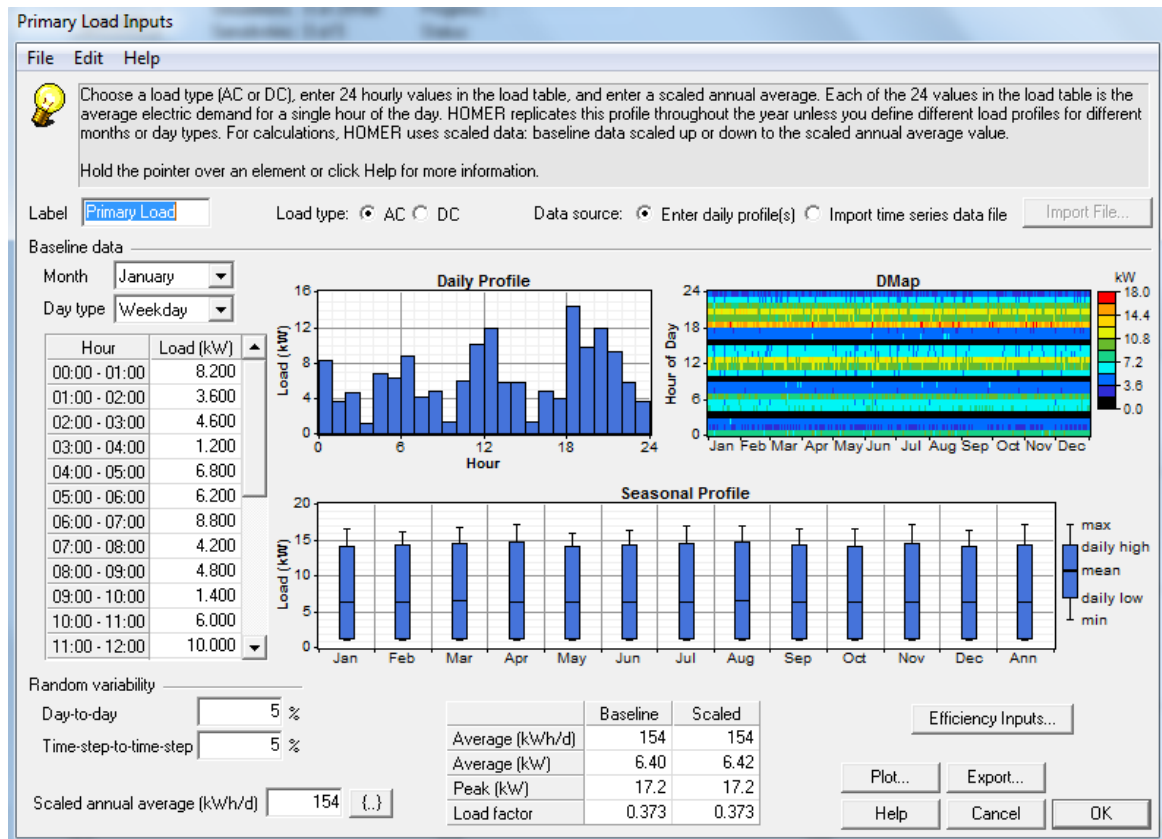 Primary Load Inputs
File Edit Help
Choose a load type (AC or DC), enter 24 hourly values in the load table, and enter a scaled annual average. Each of the 24 values in the load table is the
average electric demand for a single hour of the day. HOMER replicates this profile throughout the year unless you define different load profiles for different
months or day types. For calculations, HOMER uses scaled data: baseline data scaled up or down to the scaled annual average value.
Hold the pointer over an element or click Help for more information.
Label Primary Load Load type: AC DC Data source: Enter daily profile(s) Import time series data file Import File...
Baseline data
Month January
Day type Weekday
Hour Load (kW)
00:00 - 01:00 8.200
01:00 - 02:00 3.600
02:00 - 03:00 4.600
03:00 - 04:00 1.200
04:00 - 05:00 6.800
05:00 - 06:00 6.200
06:00 - 07:00 8.800
07:00 - 08:00 4.200
08:00 - 09:00 4.800
09:00 - 10:00 1.400
10:00 - 11:00 6.000
11:00 - 12:00 10.000
Daily Profile
Load (kW)
16
12
8
4
0
0 6 12 18 24
Hour
DMap
Hour of Day
24
18
12
6
0
Jan Feb Mar Apr May Jun Jul Aug Sep Oct Nov Dec
kW
18.0
14.4
10.8
7.2
3.6
0.0
Seasonal Profile
Load (kW)
20
15
10
5
0
Jan Feb Mar Apr May Jun Jul Aug Sep Oct Nov Dec Ann
max
daily high
mean
daily low
min
Random variability
Day-to-day 5 %
Time-step-to-time-step 5 %
Scaled annual average (kWh/d) 154 {..}
Baseline Scaled
Average (kWh/d) 154 154
Average (kW) 6.40 6.42
Peak (kW) 17.2 17.2
Load factor 0.373 0.373
Efficiency Inputs...
Plot... Export...
Help Cancel OK